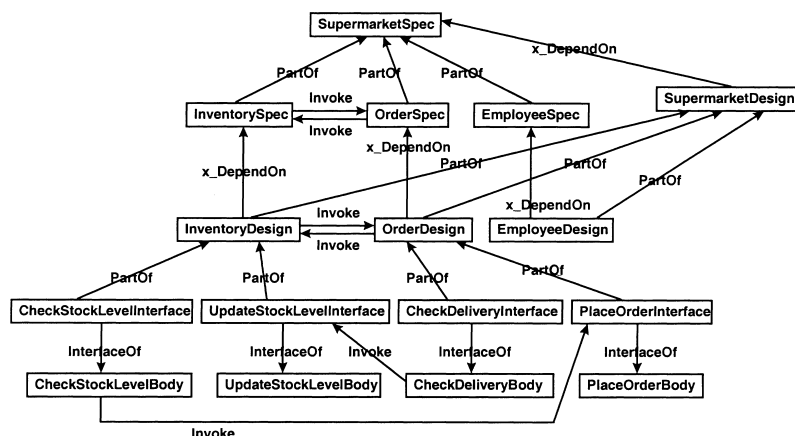 SupermarketSpec
x_DependOn
PartOf PartOf PartOf
SupermarketDesign
Invoke
InventorySpec OrderSpec EmployeeSpec
Invoke
x_DependOn x_DependOn PartOf PartOf
PartOf
x_DependOn
Invoke
InventoryDesign OrderDesign EmployeeDesign
Invoke
PartOf PartOf PartOf PartOf
CheckStockLevelInterface UpdateStockLevelInterface CheckDeliveryInterface PlaceOrderInterface
InterfaceOf InterfaceOf Invoke InterfaceOf InterfaceOf
CheckStockLevelBody UpdateStockLevelBody CheckDeliveryBody PlaceOrderBody
Invoke